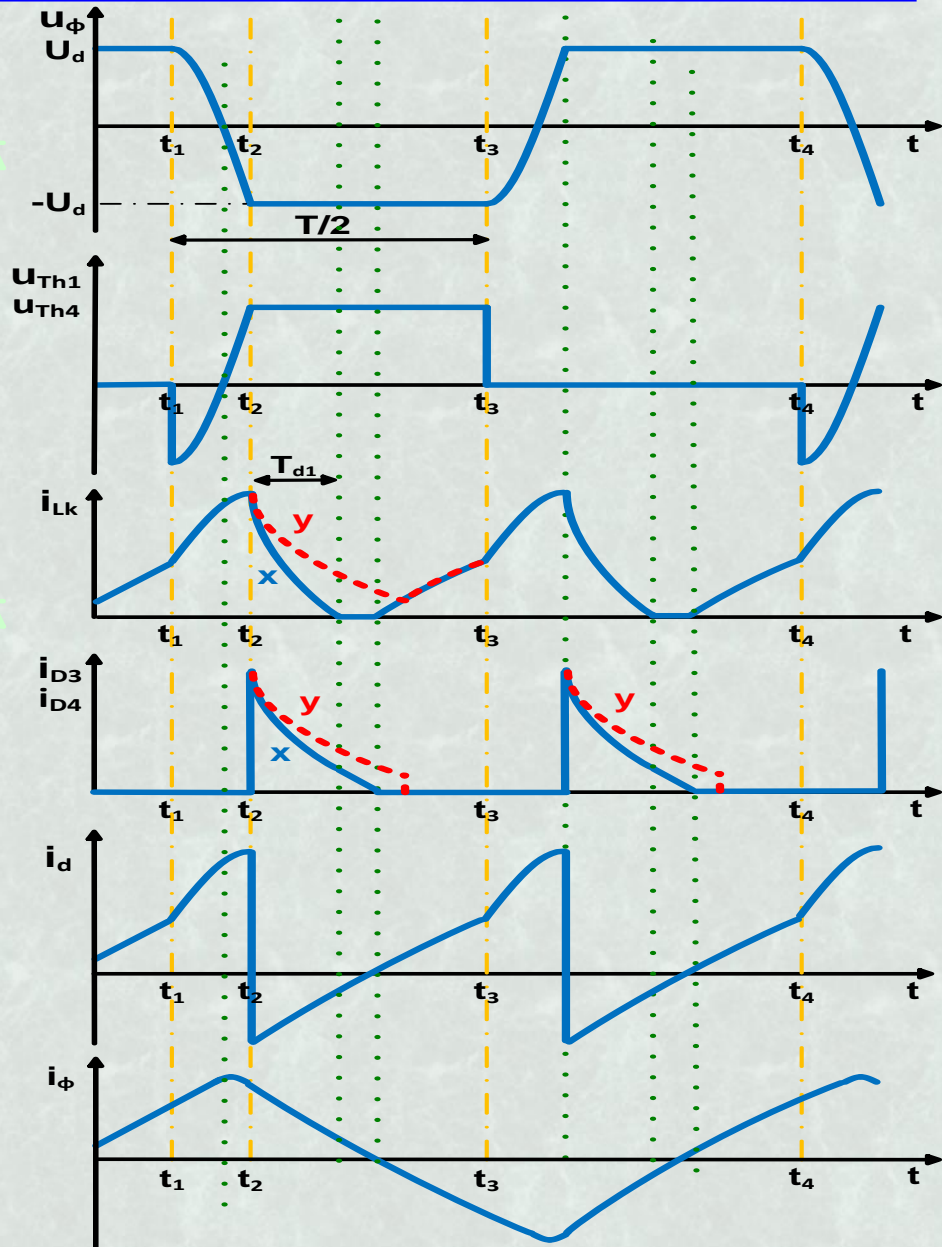 uϕ
Ud
t1 t2 t3 t4 t
-Ud
T/2
uTh1
uTh4
t1 t2 t3 t4 t
Td1
iLk
y
x
t1 t2 t3 t4 t
iD3
iD4
y y
x
t1 t2 t3 t4 t
id
t1 t2 t3 t4 t
iϕ
t1 t2 t3 t4 t